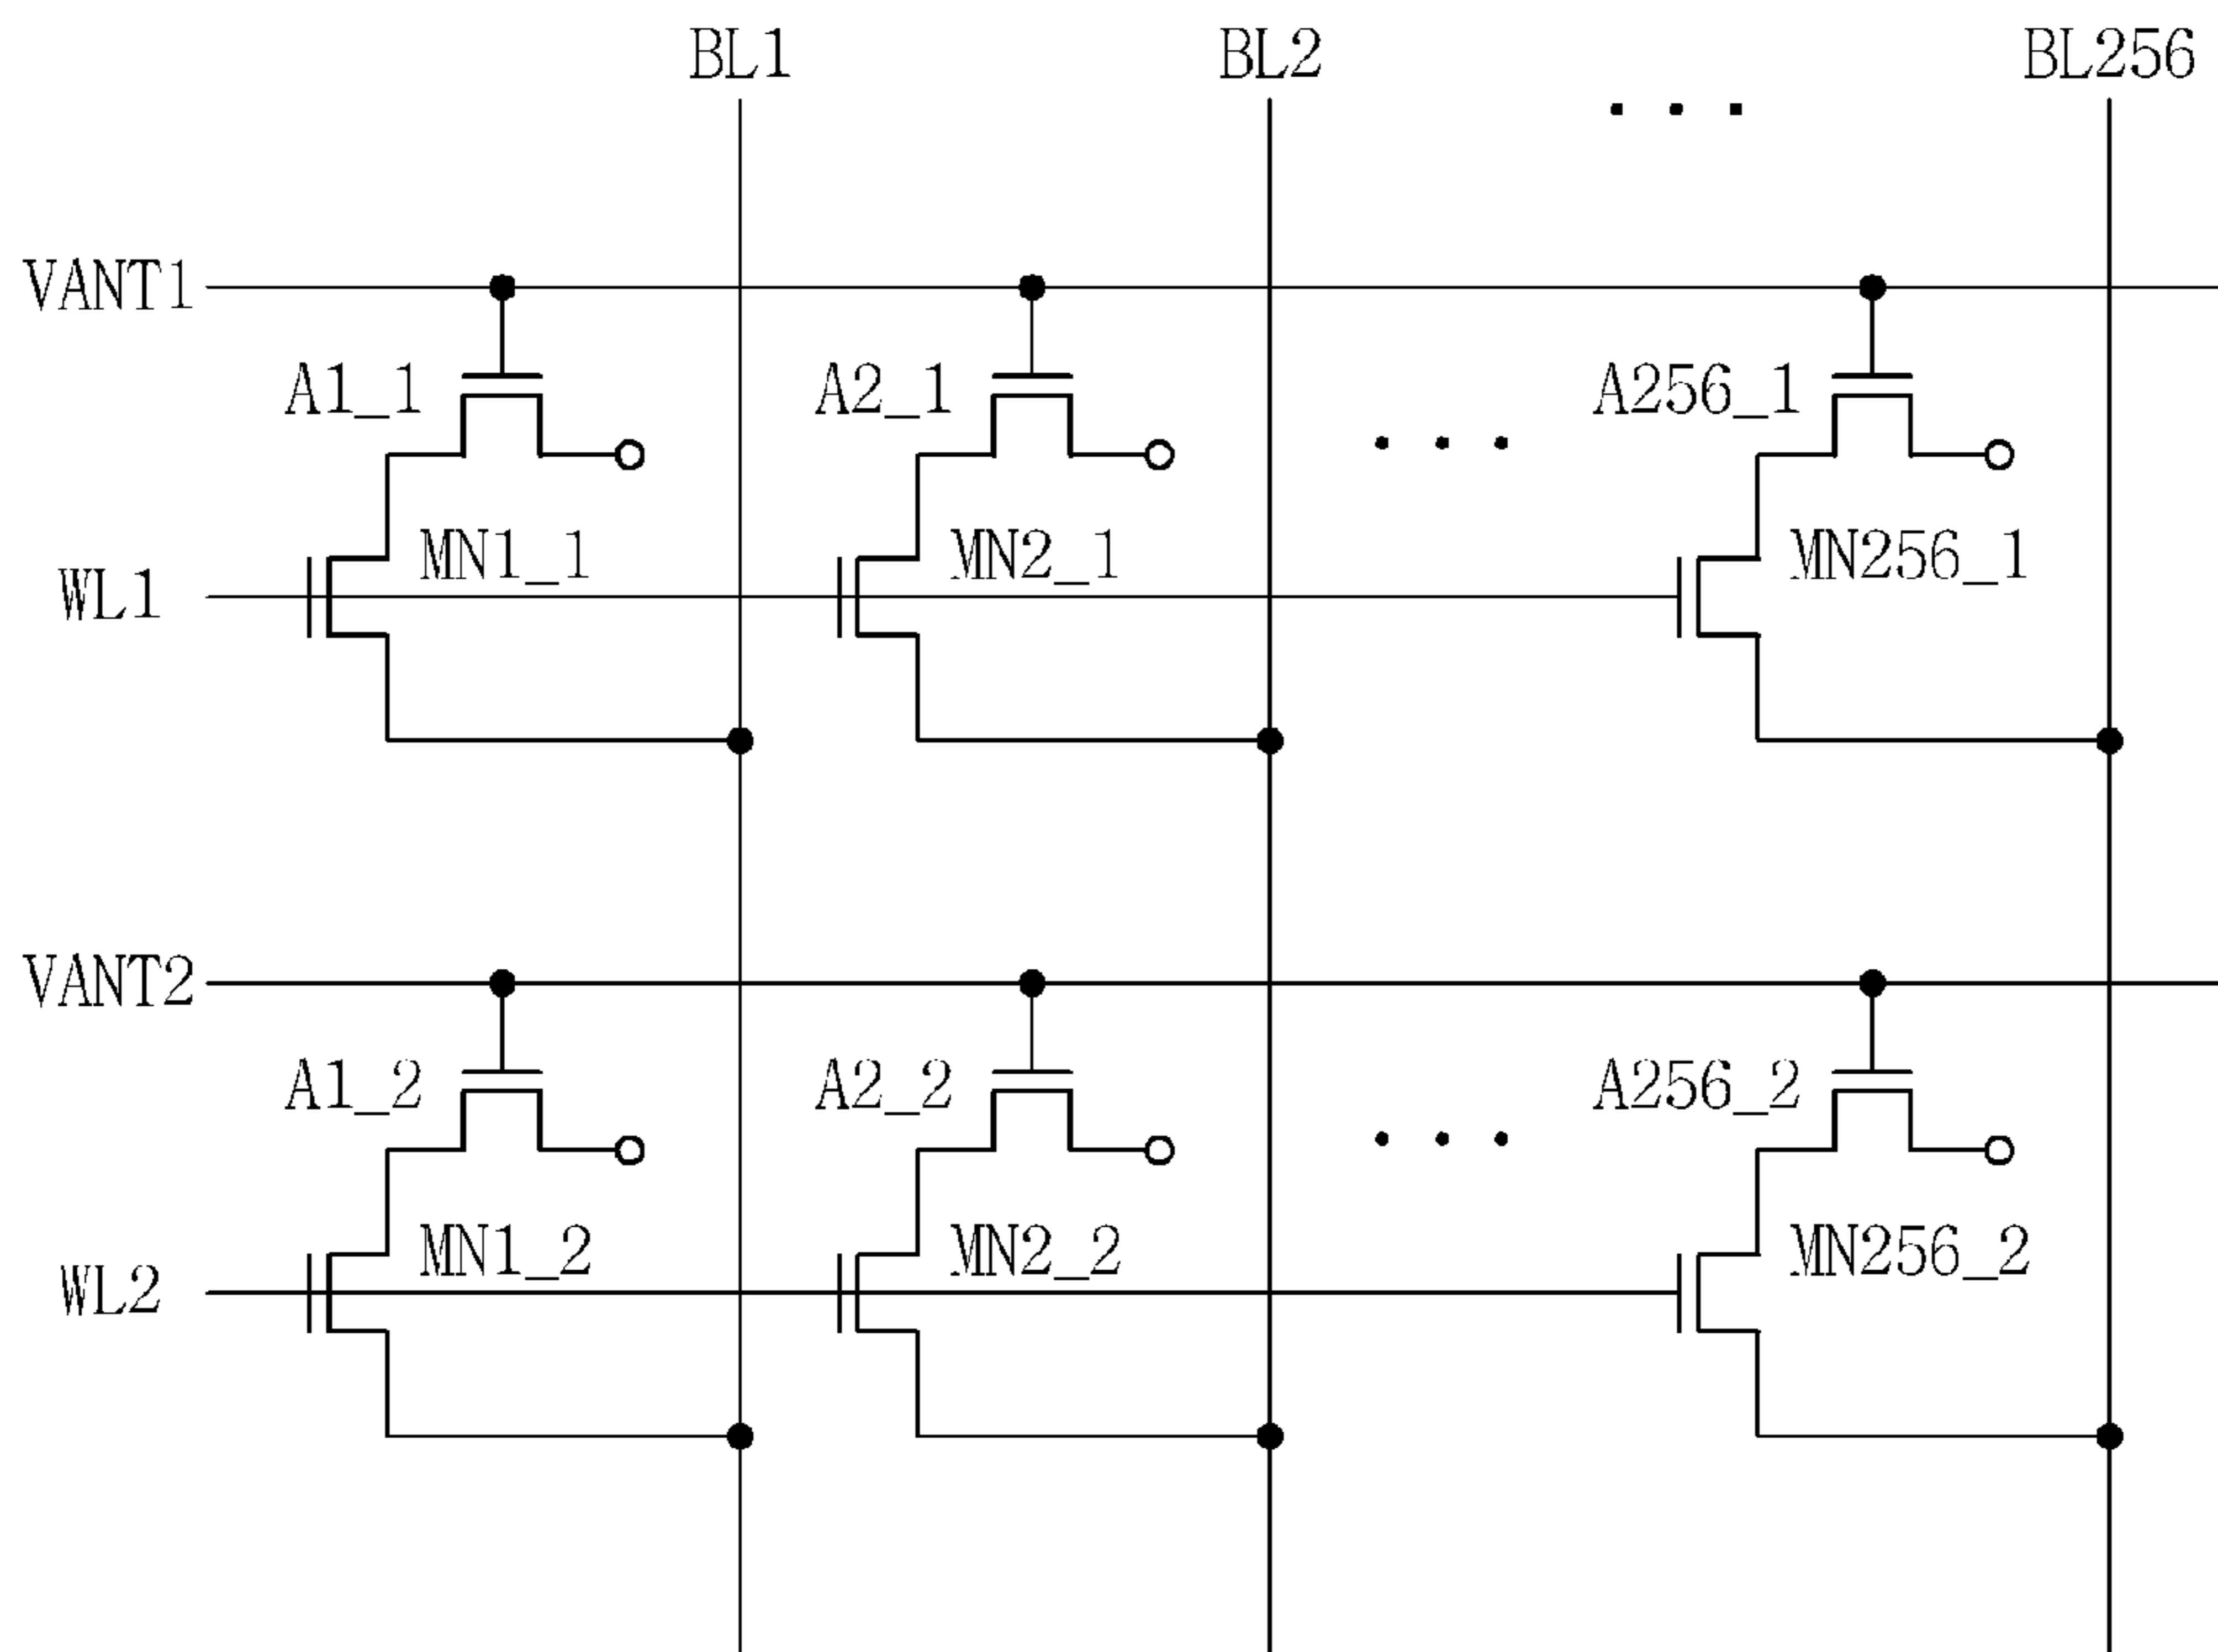 BL1 BL2 ... BL256
VANT1
A1_1 A2_1 A256_1
...
MN1_1 MN2_1 MN256_1
WL1
VANT2
A1_2 A2_2 A256_2
...
MN1_2 MN2_2 MN256_2
WL2